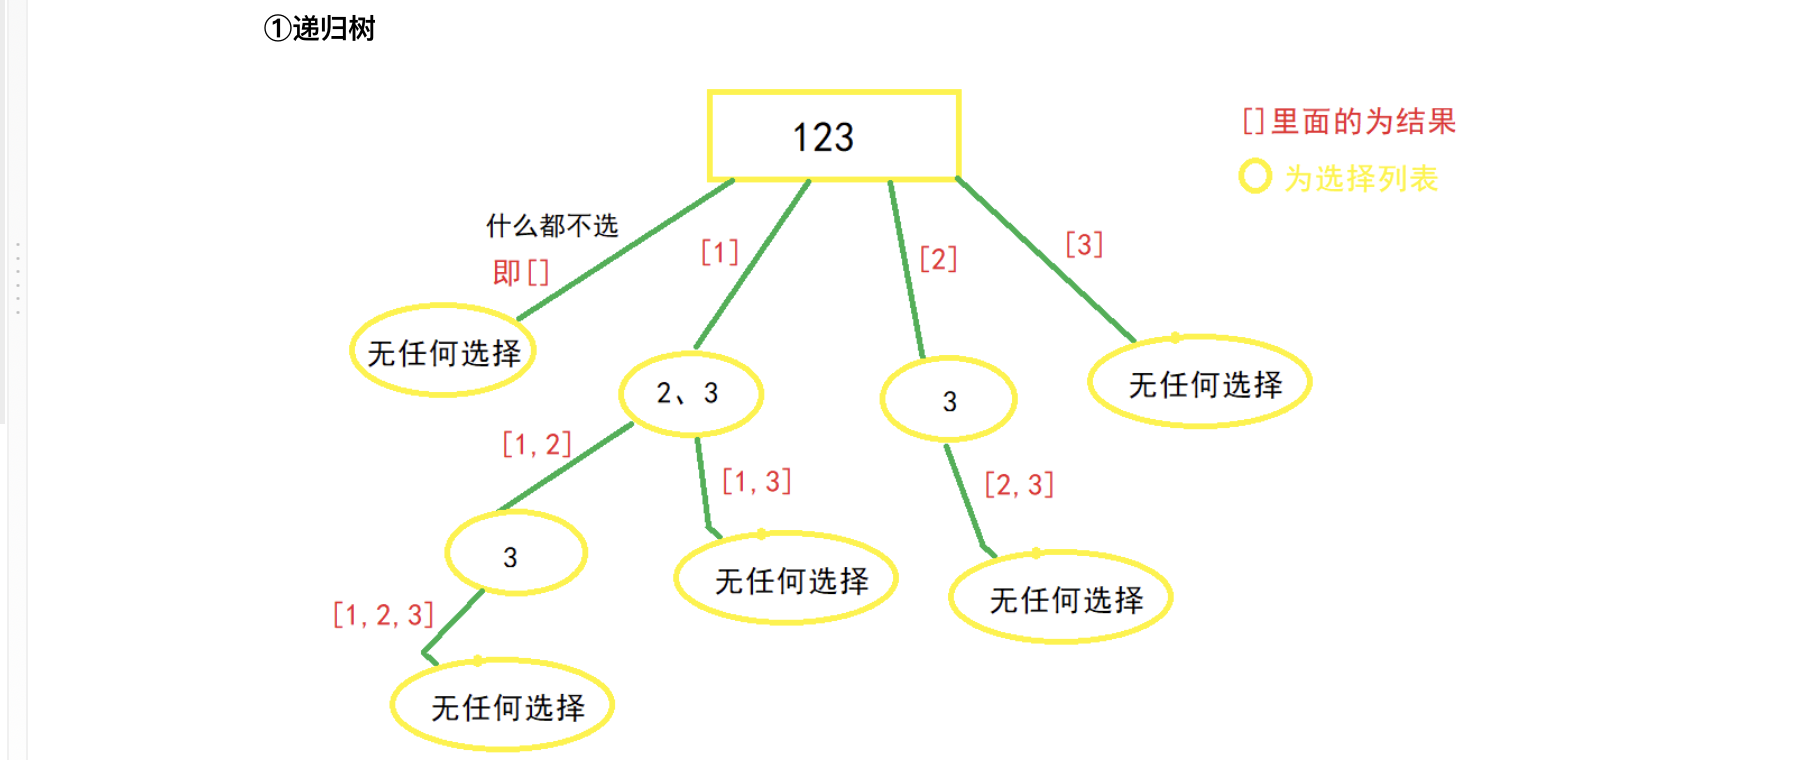 ①递归树
123
[]里面的为结果
为选择列表
什么都不选
即[]
[1]
[2]
[3]
无任何选择
2、3
3
无任何选择
[1,2]
[1,3]
[2,3]
3
无任何选择
无任何选择
[1,2,3]
无任何选择